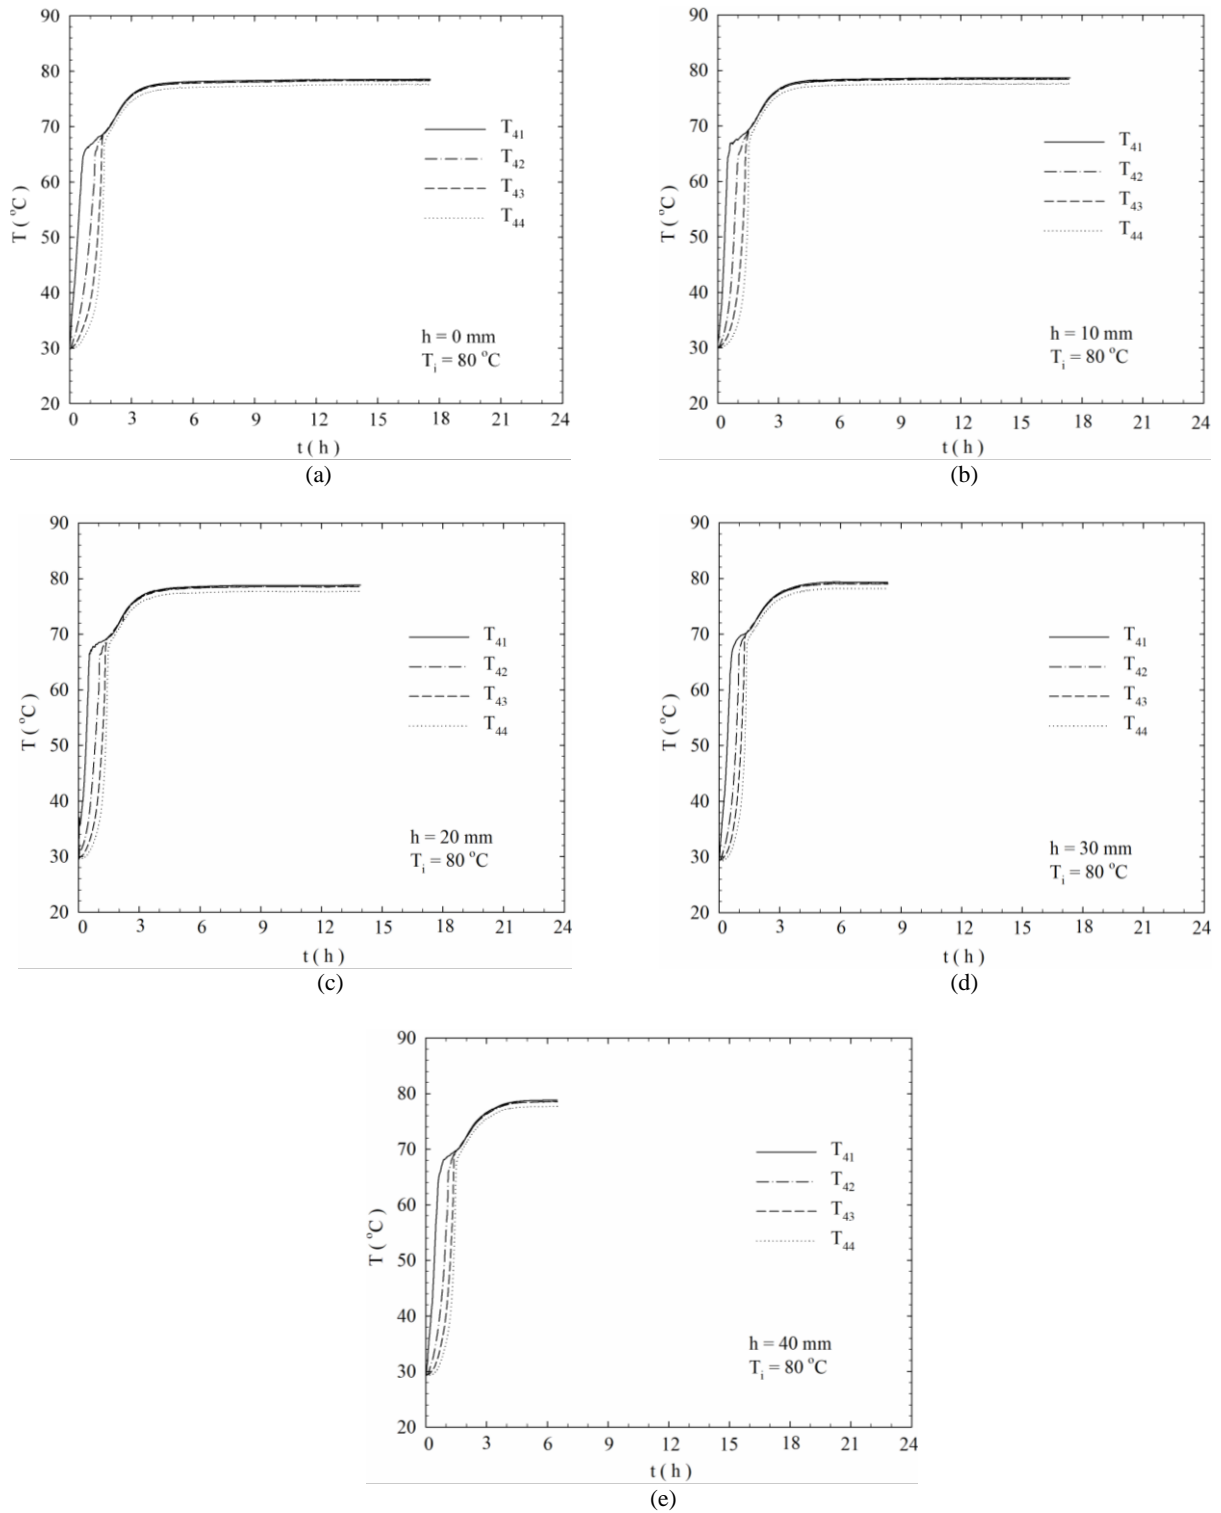 90
80
70
60
50
40
30
20
T ( °C)
0 3 6 9 12 15 18 21 24
t ( h )
T41
T42
T43
T44
h = 0 mm
Ti = 80 °C
(a)
90
80
70
60
50
40
30
20
T ( °C)
0 3 6 9 12 15 18 21 24
t ( h )
T41
T42
T43
T44
h = 10 mm
Ti = 80 °C
(b)
90
80
70
60
50
40
30
20
T ( °C)
0 3 6 9 12 15 18 21 24
t ( h )
T41
T42
T43
T44
h = 20 mm
Ti = 80 °C
(c)
90
80
70
60
50
40
30
20
T ( °C)
0 3 6 9 12 15 18 21 24
t ( h )
T41
T42
T43
T44
h = 30 mm
Ti = 80 °C
(d)
90
80
70
60
50
40
30
20
T ( °C)
0 3 6 9 12 15 18 21 24
t ( h )
T41
T42
T43
T44
h = 40 mm
Ti = 80 °C
(e)